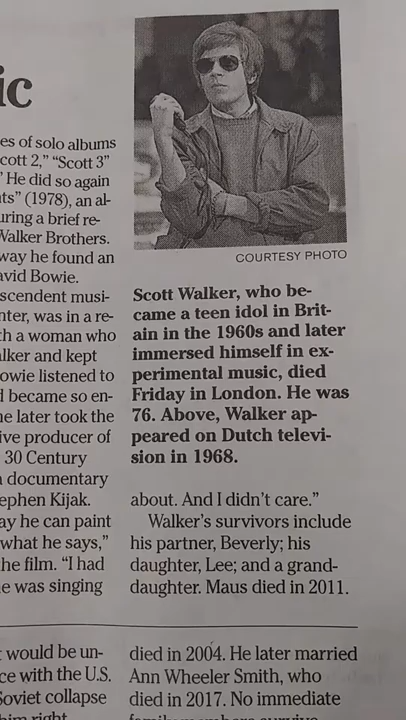 ic
es of solo albums
cott 2,” “Scott 3”
” He did so again
ts” (1978), an al-
uring a brief re-
Walker Brothers.
way he found an
avid Bowie.
scendent musi-
nter, was in a re-
th a woman who
lker and kept
owie listened to
d became so en-
ne later took the
ive producer of
30 Century
documentary
ephen Kijak.
ay he can paint
what he says,”
he film. “I had
e was singing
would be un-
ce with the U.S.
Soviet collapse
him right
COURTESY PHOTO
Scott Walker, who be-
came a teen idol in Brit-
ain in the 1960s and later
immersed himself in ex-
perimental music, died
Friday in London. He was
76. Above, Walker ap-
peared on Dutch televi-
sion in 1968.
about. And I didn’t care.”
Walker’s survivors include
his partner, Beverly; his
daughter, Lee; and a grand-
daughter. Maus died in 2011.
died in 2004. He later married
Ann Wheeler Smith, who
died in 2017. No immediate
family members survive